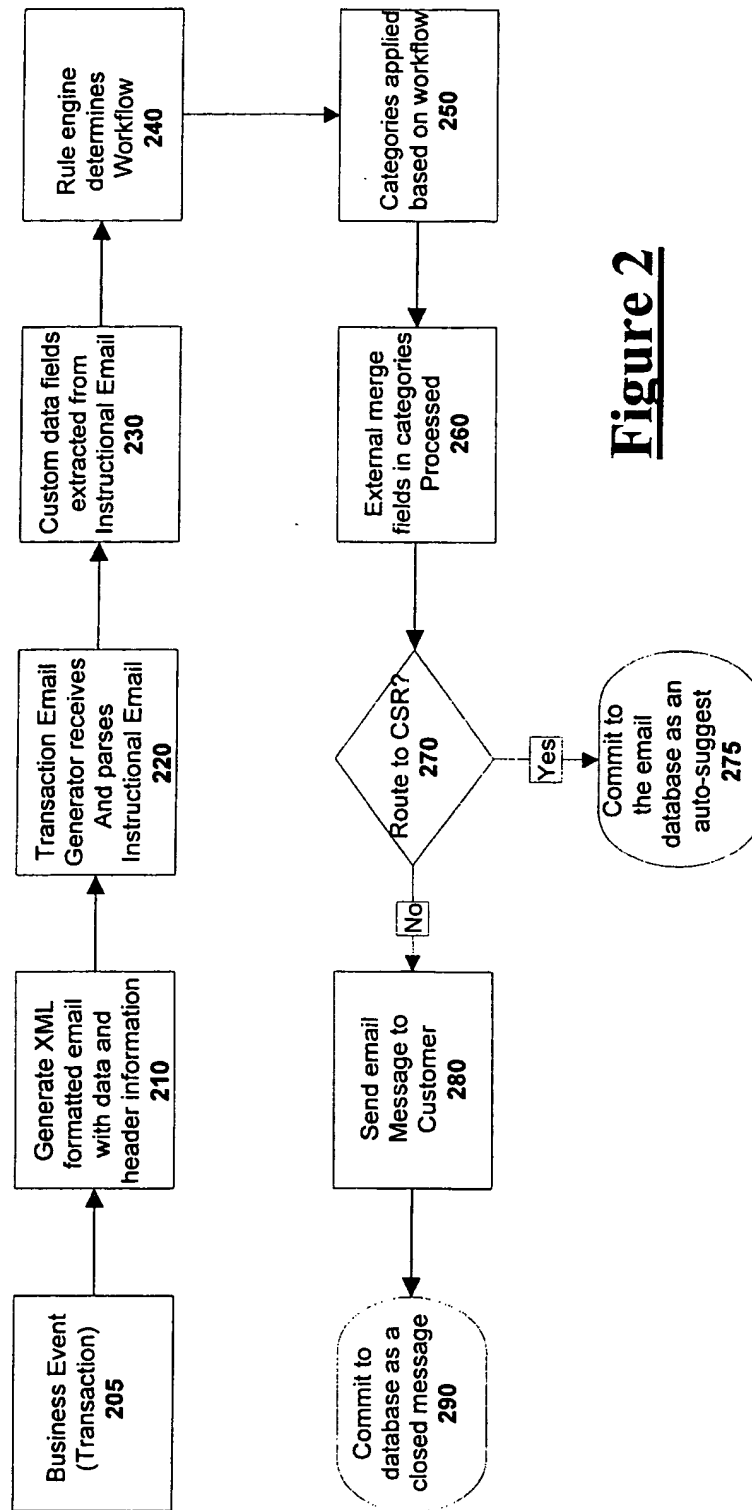 Business Event
(Transaction)
205
Generate XML
formatted email
with data and
header information
210
Transaction Email
Generator receives
And parses
Instructional Email
220
Custom data fields
extracted from
Instructional Email
230
Rule engine
determines
Workflow
240
Categories applied
based on workflow
250
External merge
fields in categories
Processed
260
Route to CSR?
270
Yes
Commit to
the email
database as an
auto-suggest
275
No
Send email
Message to
Customer
280
Commit to
database as a
closed message
290
Figure 2